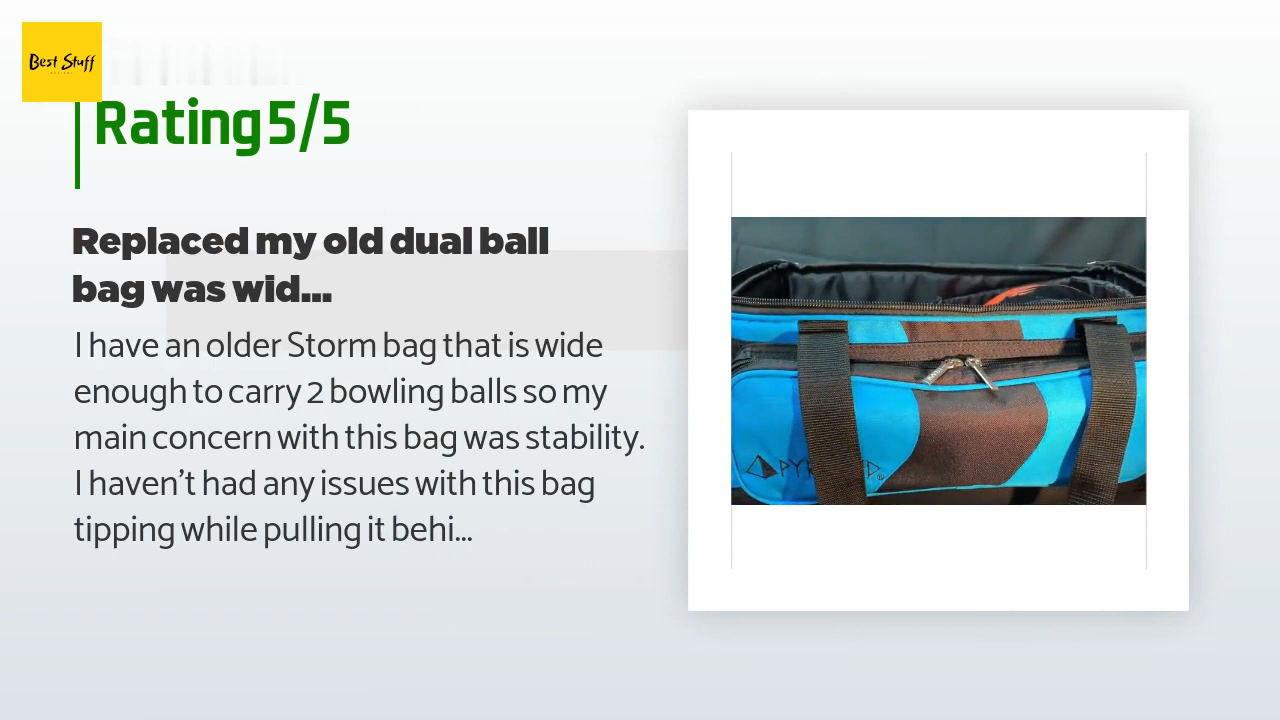 Best Stuff
Rating 5/5
Replaced my old dual ball
bag was wid...
I have an older Storm bag that is wide
enough to carry 2 bowling balls so my
main concern with this bag was stability.
I haven't had any issues with this bag
tipping while pulling it behi...